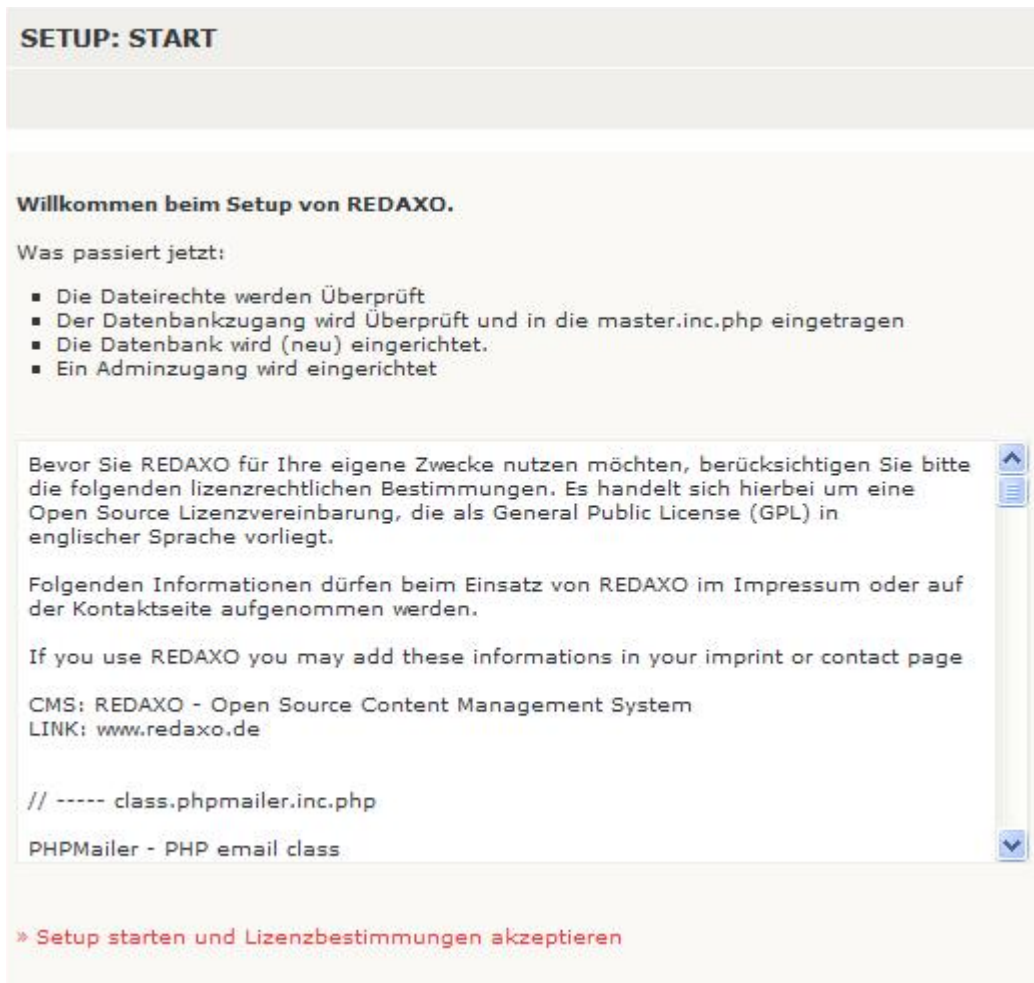 SETUP: START
Willkommen beim Setup von REDAXO.
Was passiert jetzt:
Die Dateirechte werden Überprüft
Der Datenbankzugang wird Überprüft und in die master.inc.php eingetragen
Die Datenbank wird (neu) eingerichtet.
Ein Adminzugang wird eingerichtet
Bevor Sie REDAXO für Ihre eigene Zwecke nutzen möchten, berücksichtigen Sie bitte
die folgenden lizenzrechtlichen Bestimmungen. Es handelt sich hierbei um eine
Open Source Lizenzvereinbarung, die als General Public License (GPL) in
englischer Sprache vorliegt.
Folgenden Informationen dürfen beim Einsatz von REDAXO im Impressum oder auf
der Kontaktseite aufgenommen werden.
If you use REDAXO you may add these informations in your imprint or contact page
CMS: REDAXO - Open Source Content Management System
LINK: www.redaxo.de
// ----- class.phpmailer.inc.php
PHPMailer - PHP email class
» Setup starten und Lizenzbestimmungen akzeptieren